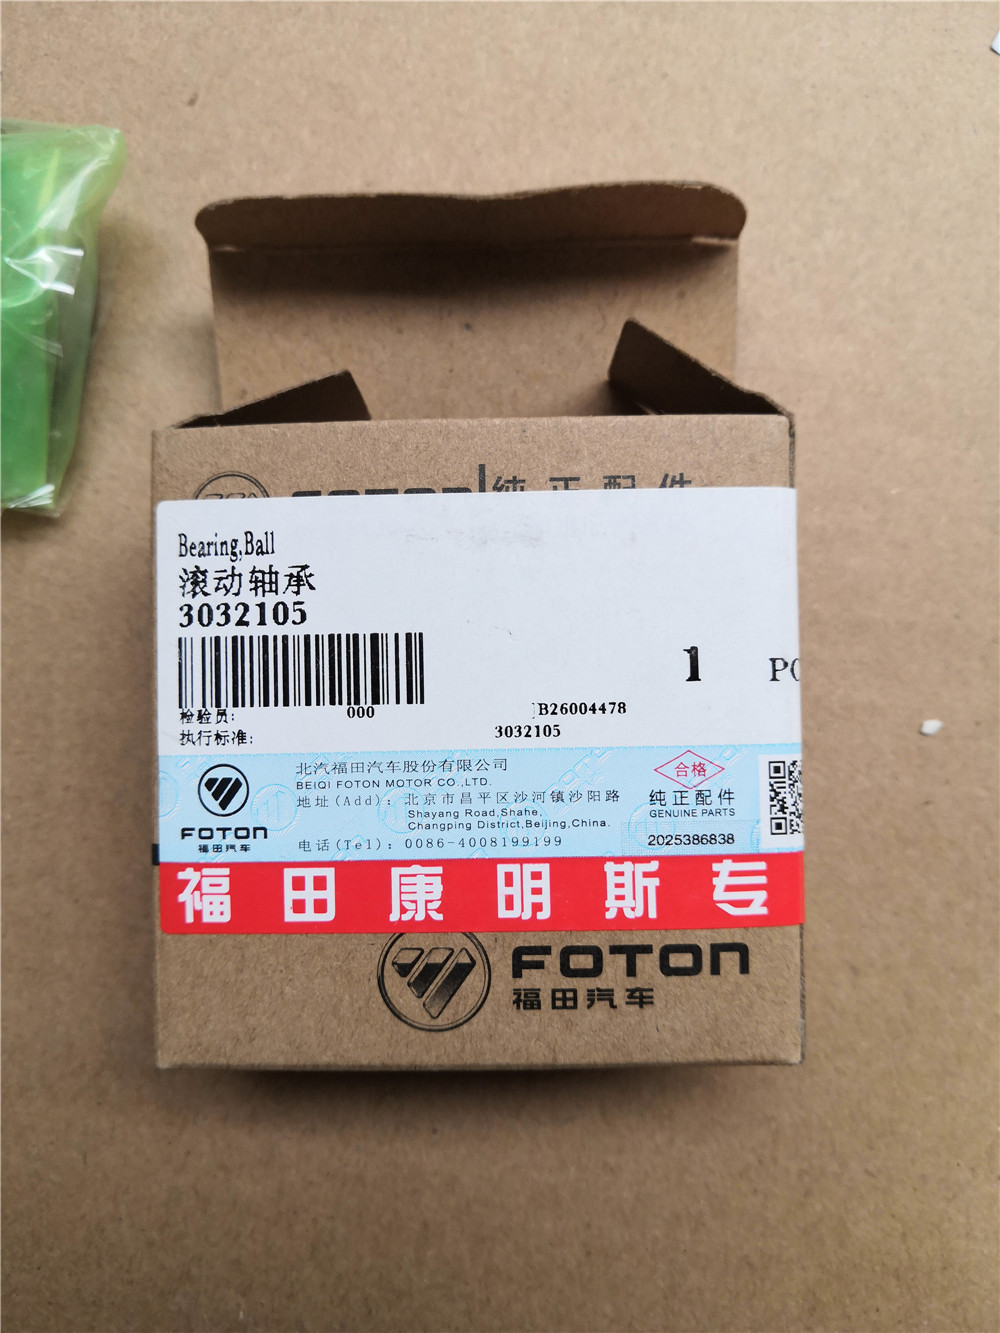 纯正配件
Bearing,Ball
滚动轴承
3032105
1 PC
000
检验员:
B26004478
执行标准:
3032105
北汽福田汽车股份有限公司
BEIQI FOTON MOTOR CO.,LTD.
地址(Add): 北京市昌平区沙河镇沙阳路
Shayang Road,Shahe,
Changping District,Beijing,China.
电话(Tel): 0086-4008199199
FOTON
福田汽车
合格
纯正配件
GENUINE PARTS
2025386838
福田康明斯专
FOTON
福田汽车